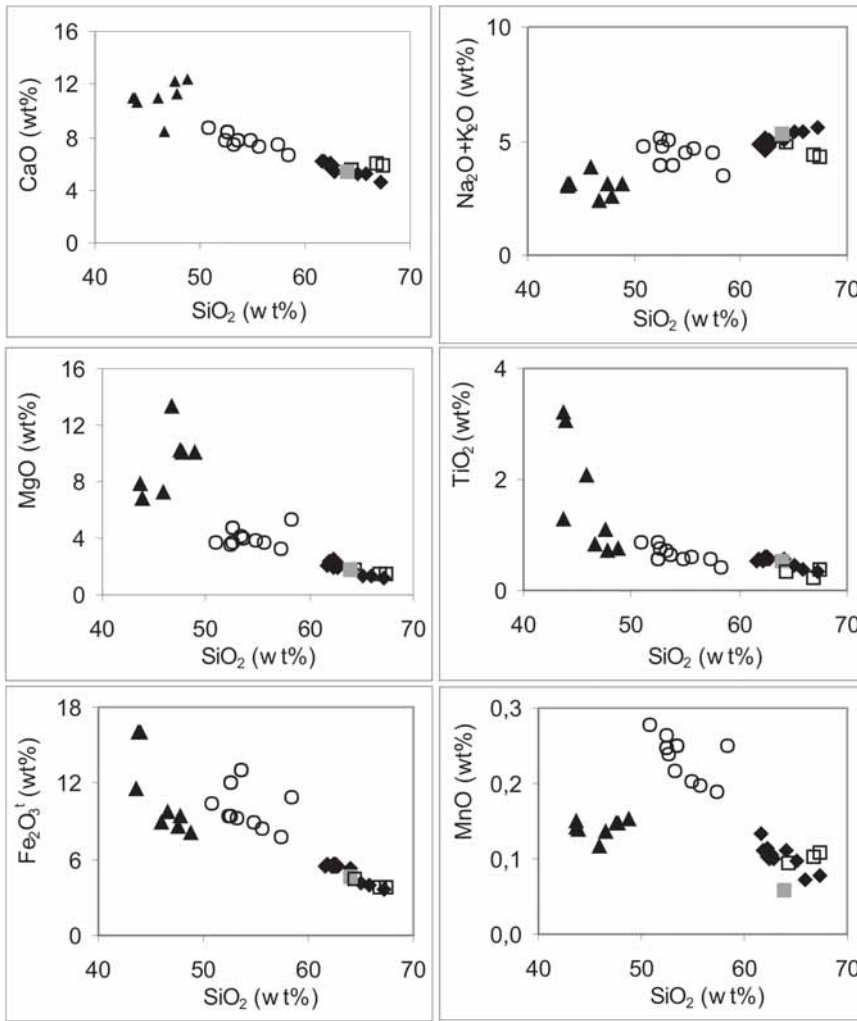 16
12
8
4
0
CaO (wt%)
40 50 60 70
SiO₂ (wt%)
10
5
0
Na₂O+K₂O (wt%)
40 50 60 70
SiO₂ (wt%)
16
12
8
4
0
MgO (wt%)
40 50 60 70
SiO₂ (wt%)
4
2
0
TiO₂ (wt%)
40 50 60 70
SiO₂ (wt%)
18
12
6
0
Fe₂O₃ᵗ (wt%)
40 50 60 70
SiO₂ (wt%)
0,3
0,2
0,1
0,0
MnO (wt%)
40 50 60 70
SiO₂ (wt%)